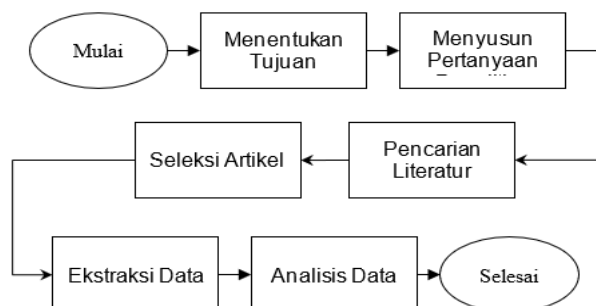 Mulai
Menentukan
Tujuan
Menyusun
Pertanyaan
Seleksi Artikel
Pencarian
Literatur
Ekstraksi Data
Analisis Data
Selesai